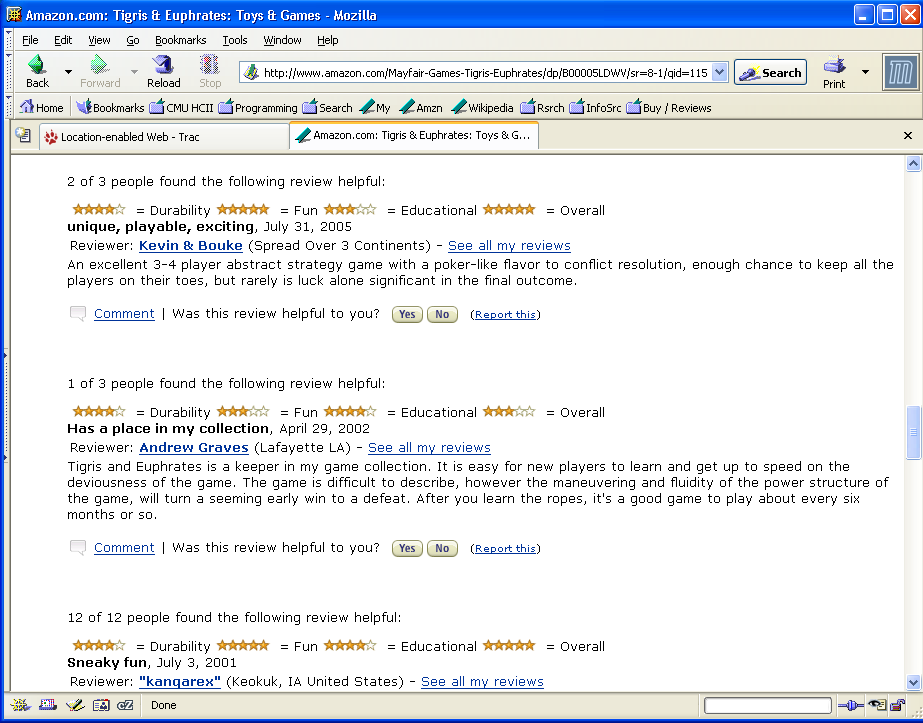 Amazon.com: Tigris & Euphrates: Toys & Games - Mozilla
File Edit View Go Bookmarks Tools Window Help
Back Forward Reload Stop http://www.amazon.com/Mayfair-Games-Tigris-Euphrates/dp/B00005LDWV/sr=8-1/qid=115 Search Print
Home Bookmarks CMU HCII Programming Search My Amzn Wikipedia Rsrch InfoSrc Buy / Reviews
Location-enabled Web - Trac Amazon.com: Tigris & Euphrates: Toys & G...
2 of 3 people found the following review helpful:
= Durability = Fun = Educational = Overall
unique, playable, exciting, July 31, 2005
Reviewer: Kevin & Bouke (Spread Over 3 Continents) - See all my reviews
An excellent 3-4 player abstract strategy game with a poker-like flavor to conflict resolution, enough chance to keep all the
players on their toes, but rarely is luck alone significant in the final outcome.
Comment | Was this review helpful to you? Yes No (Report this)
1 of 3 people found the following review helpful:
= Durability = Fun = Educational = Overall
Has a place in my collection, April 29, 2002
Reviewer: Andrew Graves (Lafayette LA) - See all my reviews
Tigris and Euphrates is a keeper in my game collection. It is easy for new players to learn and get up to speed on the
deviousness of the game. The game is difficult to describe, however the maneuvering and fluidity of the power structure of
the game, will turn a seeming early win to a defeat. After you learn the ropes, it's a good game to play about every six
months or so.
Comment | Was this review helpful to you? Yes No (Report this)
12 of 12 people found the following review helpful:
= Durability = Fun = Educational = Overall
Sneaky fun, July 3, 2001
Reviewer: "kangarex" (Keokuk, IA United States) - See all my reviews
Done